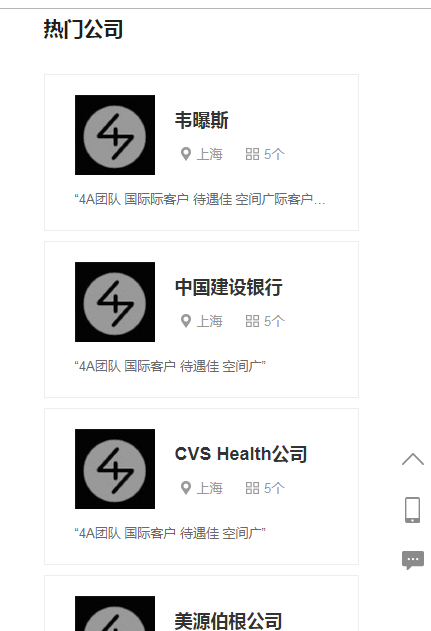 热门公司
韦曝斯
上海 5个
“4A团队 国际际客户 待遇佳 空间广际客户...
中国建设银行
上海 5个
“4A团队 国际客户 待遇佳 空间广”
CVS Health公司
上海 5个
“4A团队 国际客户 待遇佳 空间广”
美源伯根公司